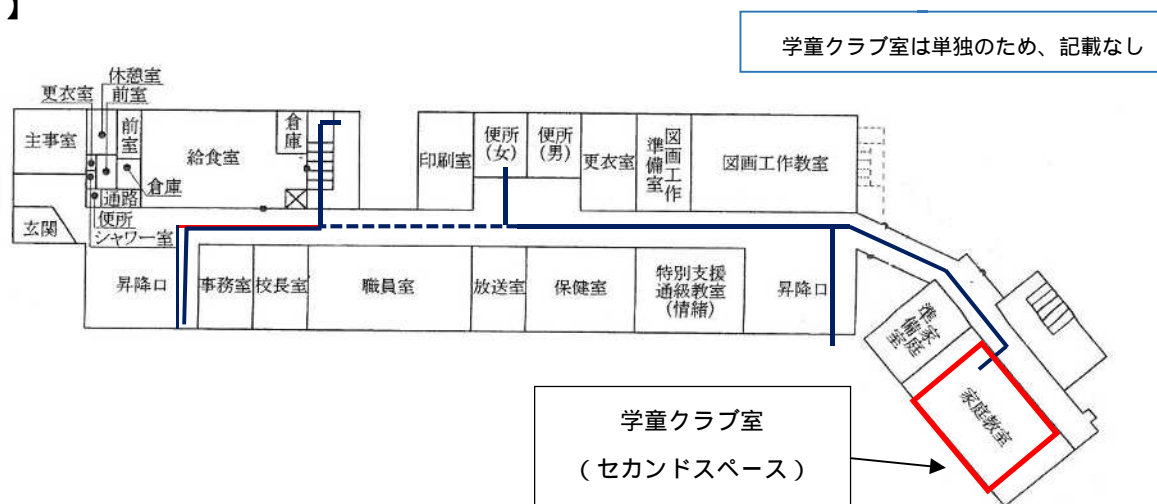 】
学童クラブ室は単独のため、記載なし
休憩室
更衣室
前室
主事室
前室
給食室
倉庫
倉庫
通路
便所
シャワー室
玄関
印刷室
便所
(女)
便所
(男)
更衣室
図画工作
準備室
図画工作教室
昇降口
事務室
校長室
職員室
放送室
保健室
特別支援
通級教室
(情緒)
昇降口
家庭
準備室
家庭教室
学童クラブ室
（セカンドスペース）